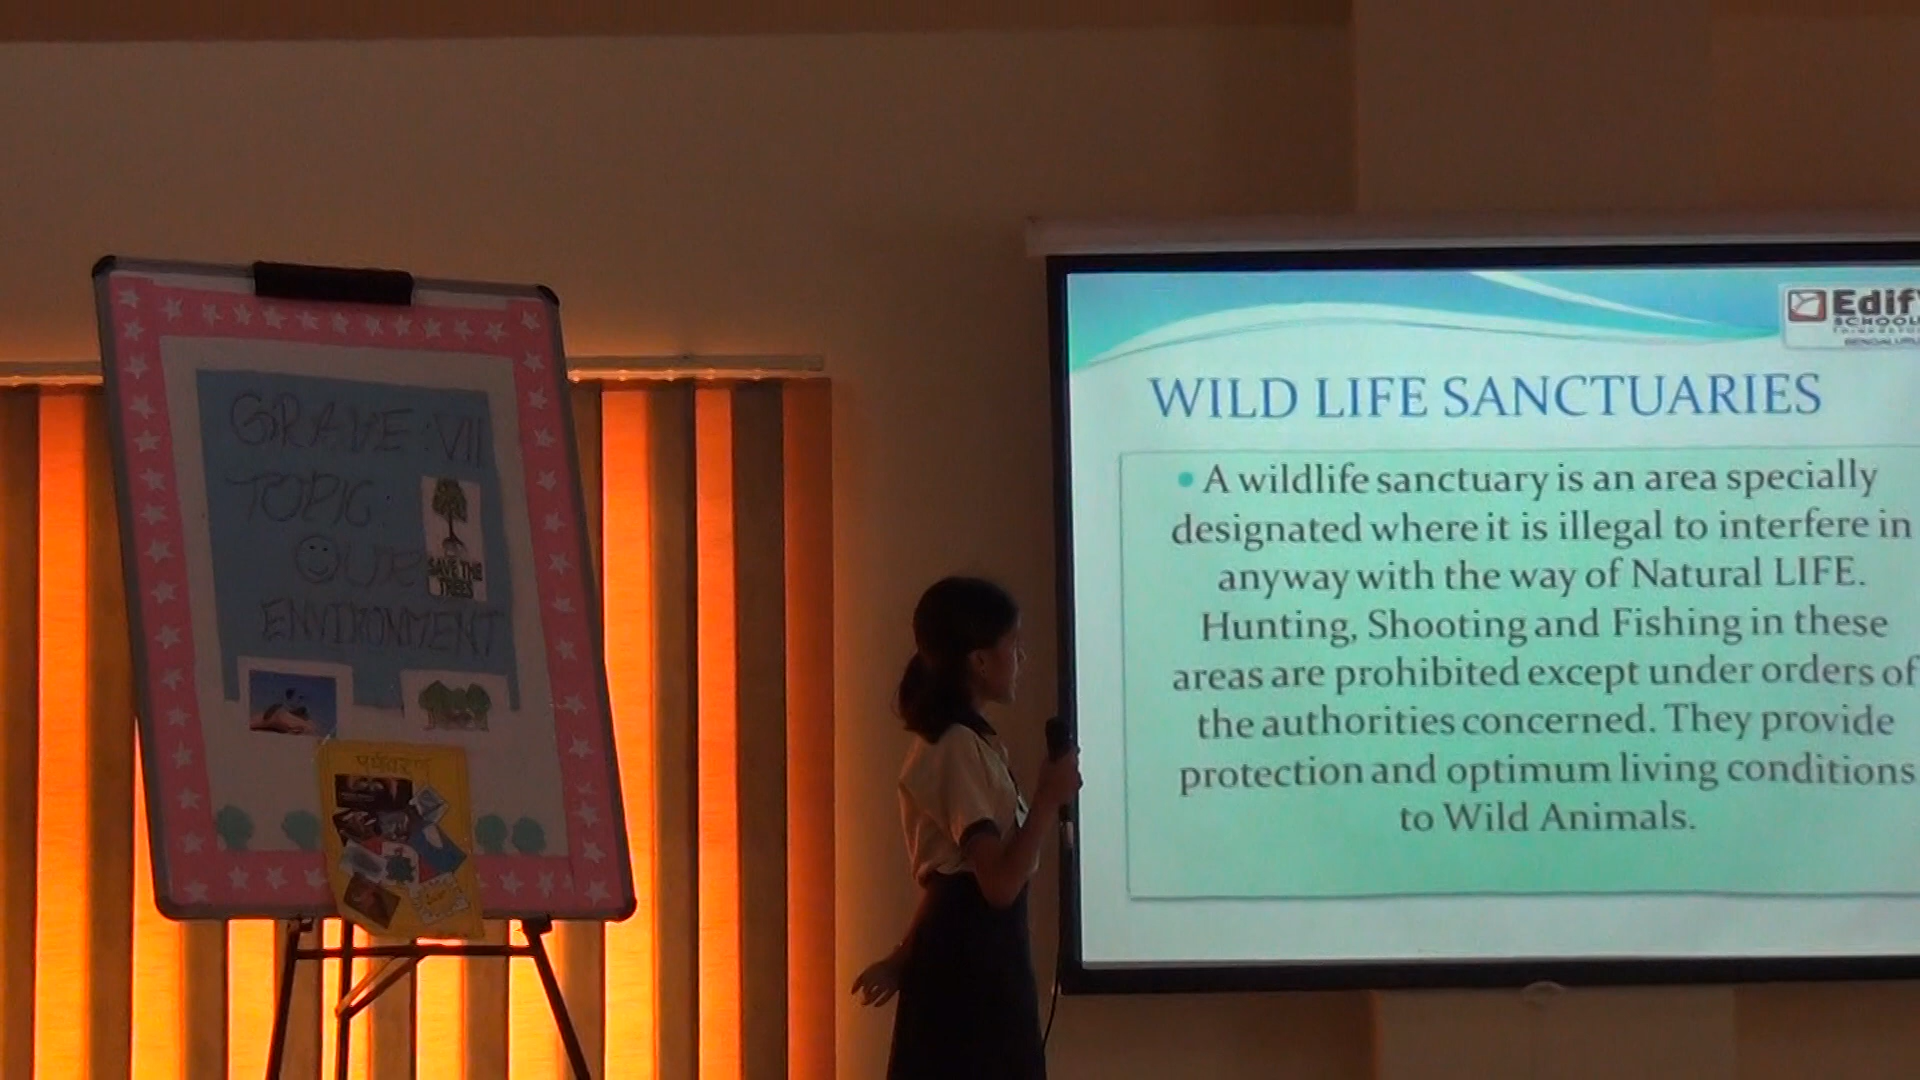 GRADE VII
TOPIC
OUR
ENVIRONMENT
SAVE THE
TREES
पर्यावरण
Edify
SCHOOL
BENGALURU
WILD LIFE SANCTUARIES
• A wildlife sanctuary is an area specially
designated where it is illegal to interfere in
anyway with the way of Natural LIFE.
Hunting, Shooting and Fishing in these
areas are prohibited except under orders of
the authorities concerned. They provide
protection and optimum living conditions
to Wild Animals.